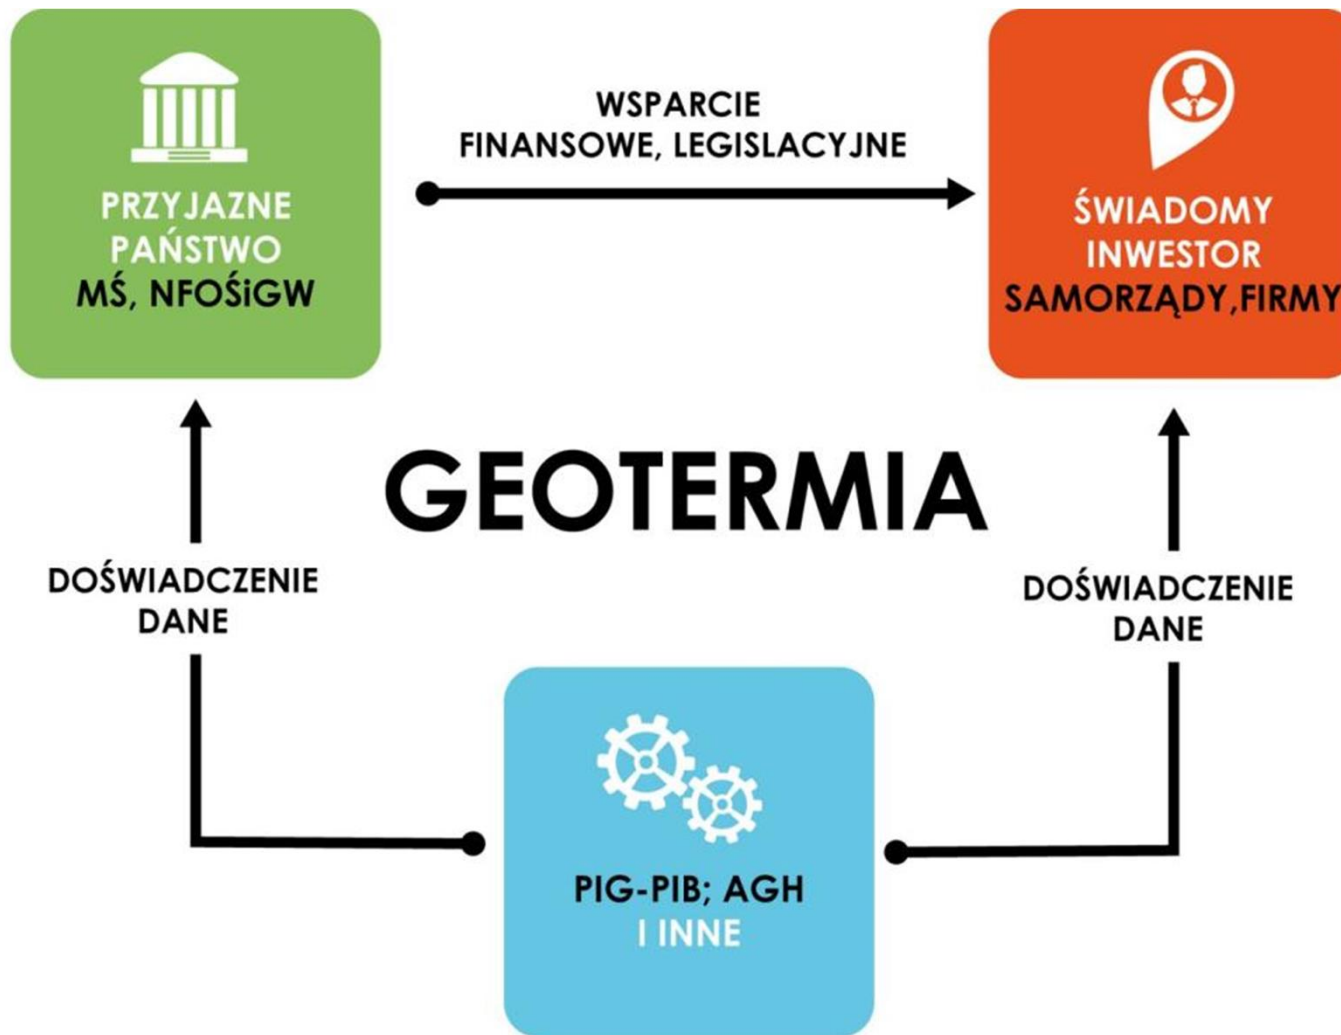 PRZYJAZNE
PAŃSTWO
MŚ, NFOŚiGW
WSPARCIE
FINANSOWE, LEGISLACYJNE
ŚWIADOMY
INWESTOR
SAMORZĄDY,FIRMY
GEOTERMIA
DOŚWIADCZENIE
DANE
DOŚWIADCZENIE
DANE
PIG-PIB; AGH
I INNE